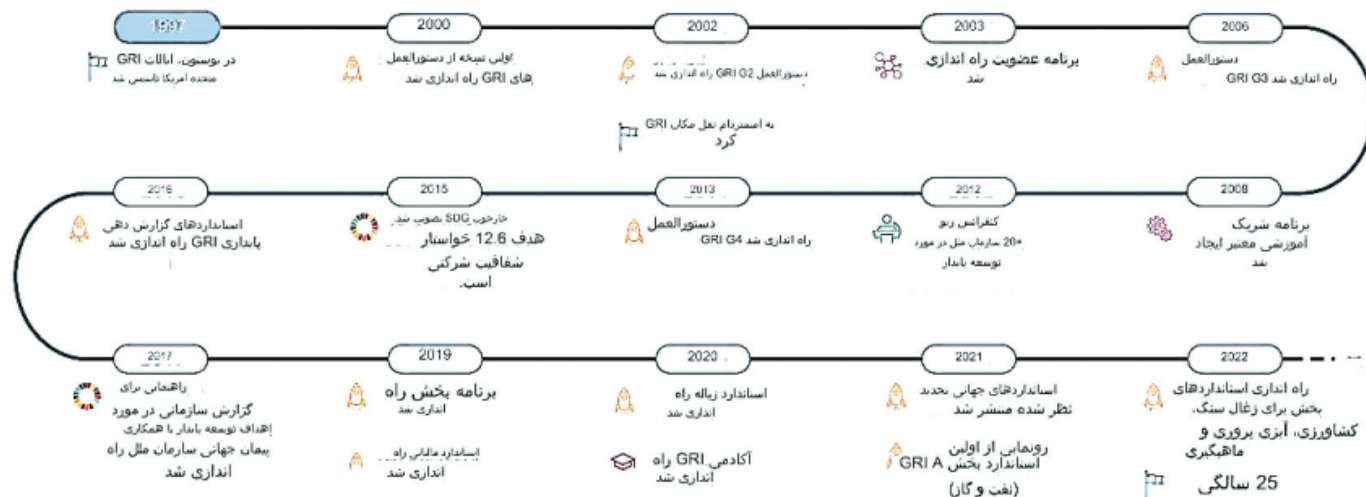 1997
در بوستون، ایالات GRI
متحده آمریکا تاسیس شد
2000
اولین نسخه از دستورالعمل
های GRI راه اندازی شد
2002
دستورالعمل GRI G2 راه اندازی شد
به آمستردام نقل مکان GRI
کرد
2003
برنامه عضویت راه اندازی
شد
2006
دستورالعمل
راه اندازی شد GRI G3
2008
برنامه شریک
آموزشی معتبر ایجاد
شد
2012
کنفرانس ریو
+20 سازمان ملل در مورد
توسعه پایدار
2013
دستورالعمل
راه اندازی شد GRI G4
2015
چارچوب SDG تصویب شد.
هدف 12.6 خواستار
شفافیت شرکتی
است.
2016
استانداردهای گزارش دهی
پایداری GRI راه اندازی شد
2017
راهنمایی برای
گزارش سازمانی در مورد
اهداف توسعه پایدار با همکاری
پیمان جهانی سازمان ملل راه
اندازی شد
2019
برنامه بخش راه
اندازی شد
استاندارد مالیاتی راه
اندازی شد
2020
استاندارد زباله راه
اندازی شد
آکادمی GRI راه
اندازی شد
2021
استانداردهای جهانی تجدید
نظر شده منتشر شد
رونمایی از اولین
استاندارد بخش GRI A
(نفت و گاز)
2022
راه اندازی استانداردهای
بخش برای زغال سنگ،
کشاورزی، آبزی پروری و
ماهیگیری
25 سالگی